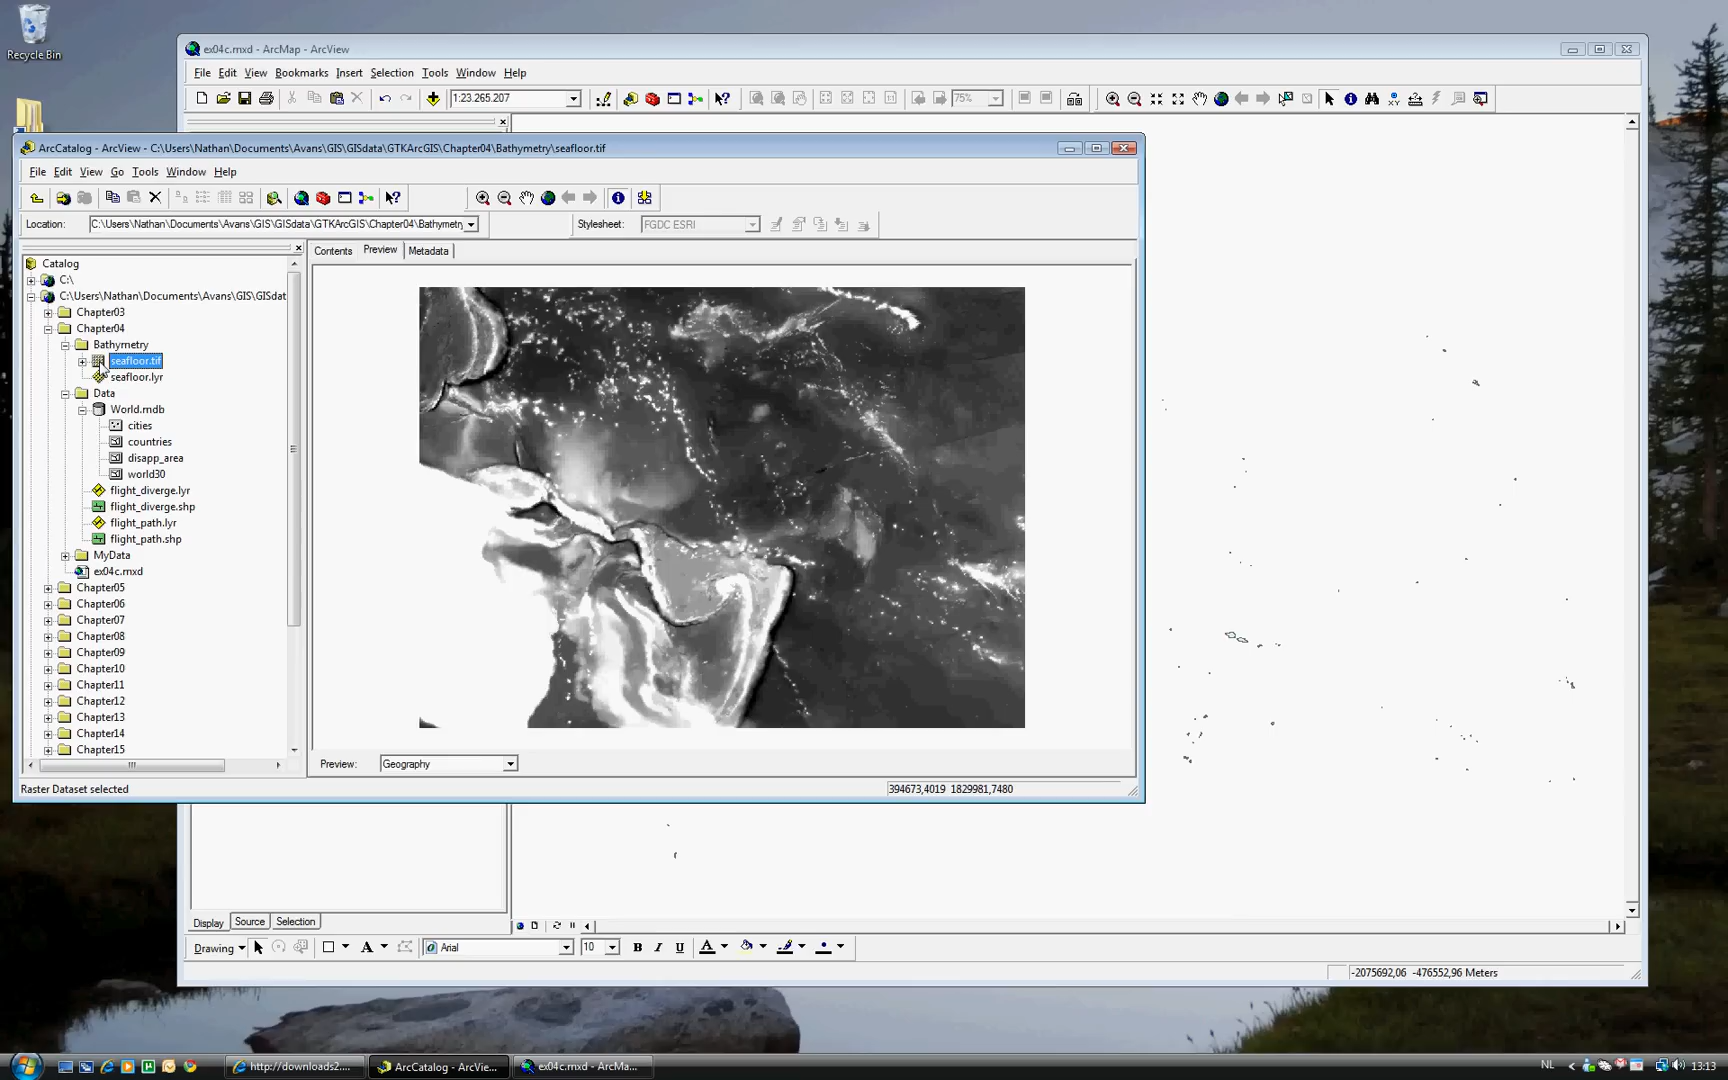 Recycle Bin
ex04c.mxd - ArcMap - ArcView
File Edit View Bookmarks Insert Selection Tools Window Help
1:23.265.207
75%
ArcCatalog - ArcView - C:\Users\Nathan\Documents\Avans\GIS\GISdata\GTKArcGIS\Chapter04\Bathymetry\seafloor.tif
File Edit View Go Tools Window Help
Location: C:\Users\Nathan\Documents\Avans\GIS\GISdata\GTKArcGIS\Chapter04\Bathymetry
Stylesheet: FGDC ESRI
Contents Preview Metadata
Catalog
C:\
C:\Users\Nathan\Documents\Avans\GIS\GISdat
Chapter03
Chapter04
Bathymetry
seafloor.tif
seafloor.lyr
Data
World.mdb
cities
countries
disapp_area
world30
flight_diverge.lyr
flight_diverge.shp
flight_path.lyr
flight_path.shp
MyData
ex04c.mxd
Chapter05
Chapter06
Chapter07
Chapter08
Chapter09
Chapter10
Chapter11
Chapter12
Chapter13
Chapter14
Chapter15
Preview: Geography
Raster Dataset selected
394673,4019 1829981,7480
Display Source Selection
Drawing A Arial 10 B I U A
-2075692,06 -476552,96 Meters
http://downloads2....
ArcCatalog - ArcVie...
ex04c.mxd - ArcMa...
NL
13:13